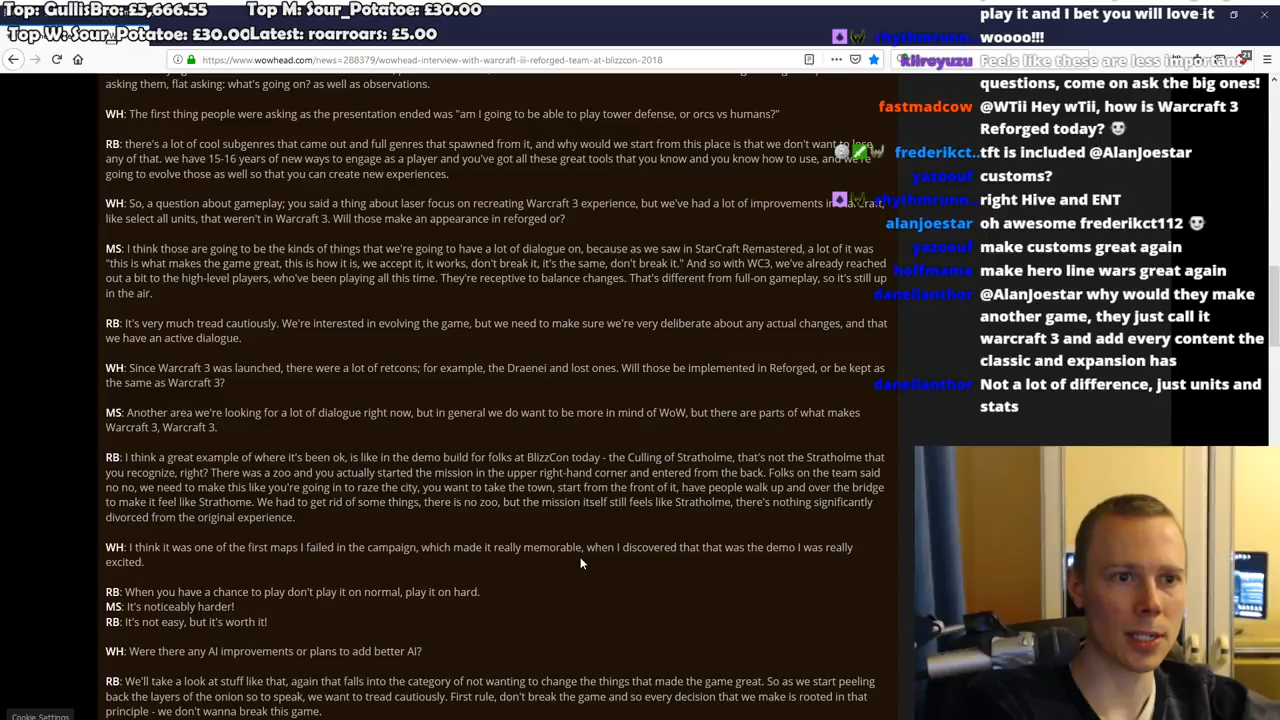 Top: GullisBro: £5,666.55
Top M: Sour_Potatoe: £30.00
Top W: Sour_Potatoe: £30.00
Latest: roarroars: £5.00
https://www.wowhead.com/news=288379/wowhead-interview-with-warcraft-iii-reforged-team-at-blizzcon-2018
asking them, flat asking: what's going on? as well as observations.
WH: The first thing people were asking as the presentation ended was "am I going to be able to play tower defense, or orcs vs humans?"
RB: there's a lot of cool subgenres that came out and full genres that spawned from it, and why would we start from this place is that we don't want to lose
any of that. we have 15-16 years of new ways to engage as a player and you've got all these great tools that you know and you know how to use, and we're
going to evolve those as well so that you can create new experiences.
WH: So, a question about gameplay; you said a thing about laser focus on recreating Warcraft 3 experience, but we've had a lot of improvements in
like select all units, that weren't in Warcraft 3. Will those make an appearance in reforged or?
MS: I think those are going to be the kinds of things that we're going to have a lot of dialogue on, because as we saw in StarCraft Remastered, a lot of it was
"this is what makes the game great, this is how it is, we accept it, it works, don't break it, it's the same, don't break it." And so with WC3, we've already reached
out a bit to the high-level players, who've been playing all this time. They're receptive to balance changes. That's different from full-on gameplay, so it's still up
in the air.
RB: It's very much tread cautiously. We're interested in evolving the game, but we need to make sure we're very deliberate about any actual changes, and that
we have an active dialogue.
WH: Since Warcraft 3 was launched, there were a lot of retcons; for example, the Draenei and lost ones. Will those be implemented in Reforged, or be kept as
the same as Warcraft 3?
MS: Another area we're looking for a lot of dialogue right now, but in general we do want to be more in mind of WoW, but there are parts of what makes
Warcraft 3, Warcraft 3.
RB: I think a great example of where it's been ok, is like in the demo build for folks at BlizzCon today - the Culling of Stratholme, that's not the Stratholme that
you recognize, right? There was a zoo and you actually started the mission in the upper right-hand corner and entered from the back. Folks on the team said
no no, we need to make this like you're going in to raze the city, you want to take the town, start from the front of it, have people walk up and over the bridge
to make it feel like Strathome. We had to get rid of some things, there is no zoo, but the mission itself still feels like Stratholme, there's nothing significantly
divorced from the original experience.
WH: I think it was one of the first maps I failed in the campaign, which made it really memorable, when I discovered that that was the demo I was really
excited.
RB: When you have a chance to play don't play it on normal, play it on hard.
MS: It's noticeably harder!
RB: It's not easy, but it's worth it!
WH: Were there any AI improvements or plans to add better AI?
RB: We'll take a look at stuff like that, again that falls into the category of not wanting to change the things that made the game great. So as we start peeling
back the layers of the onion so to speak, we want to tread cautiously. First rule, don't break the game and so every decision that we make is rooted in that
principle - we don't wanna break this game.
Cookie Settings
play it and I bet you will love it
rhythmrunn.. woooo!!!
kiiroyuzu Feels like these are less important
questions, come on ask the big ones!
fastmadcow @WTii Hey wTii, how is Warcraft 3
Reforged today?
frederikct.. tft is included @AlanJoestar
yazoouf customs?
rhythmrunn.. right Hive and ENT
alanjoestar oh awesome frederikct112
yazoouf make customs great again
hoffmama make hero line wars great again
danellanthor @AlanJoestar why would they make
another game, they just call it
warcraft 3 and add every content the
classic and expansion has
danellanthor Not a lot of difference, just units and
stats